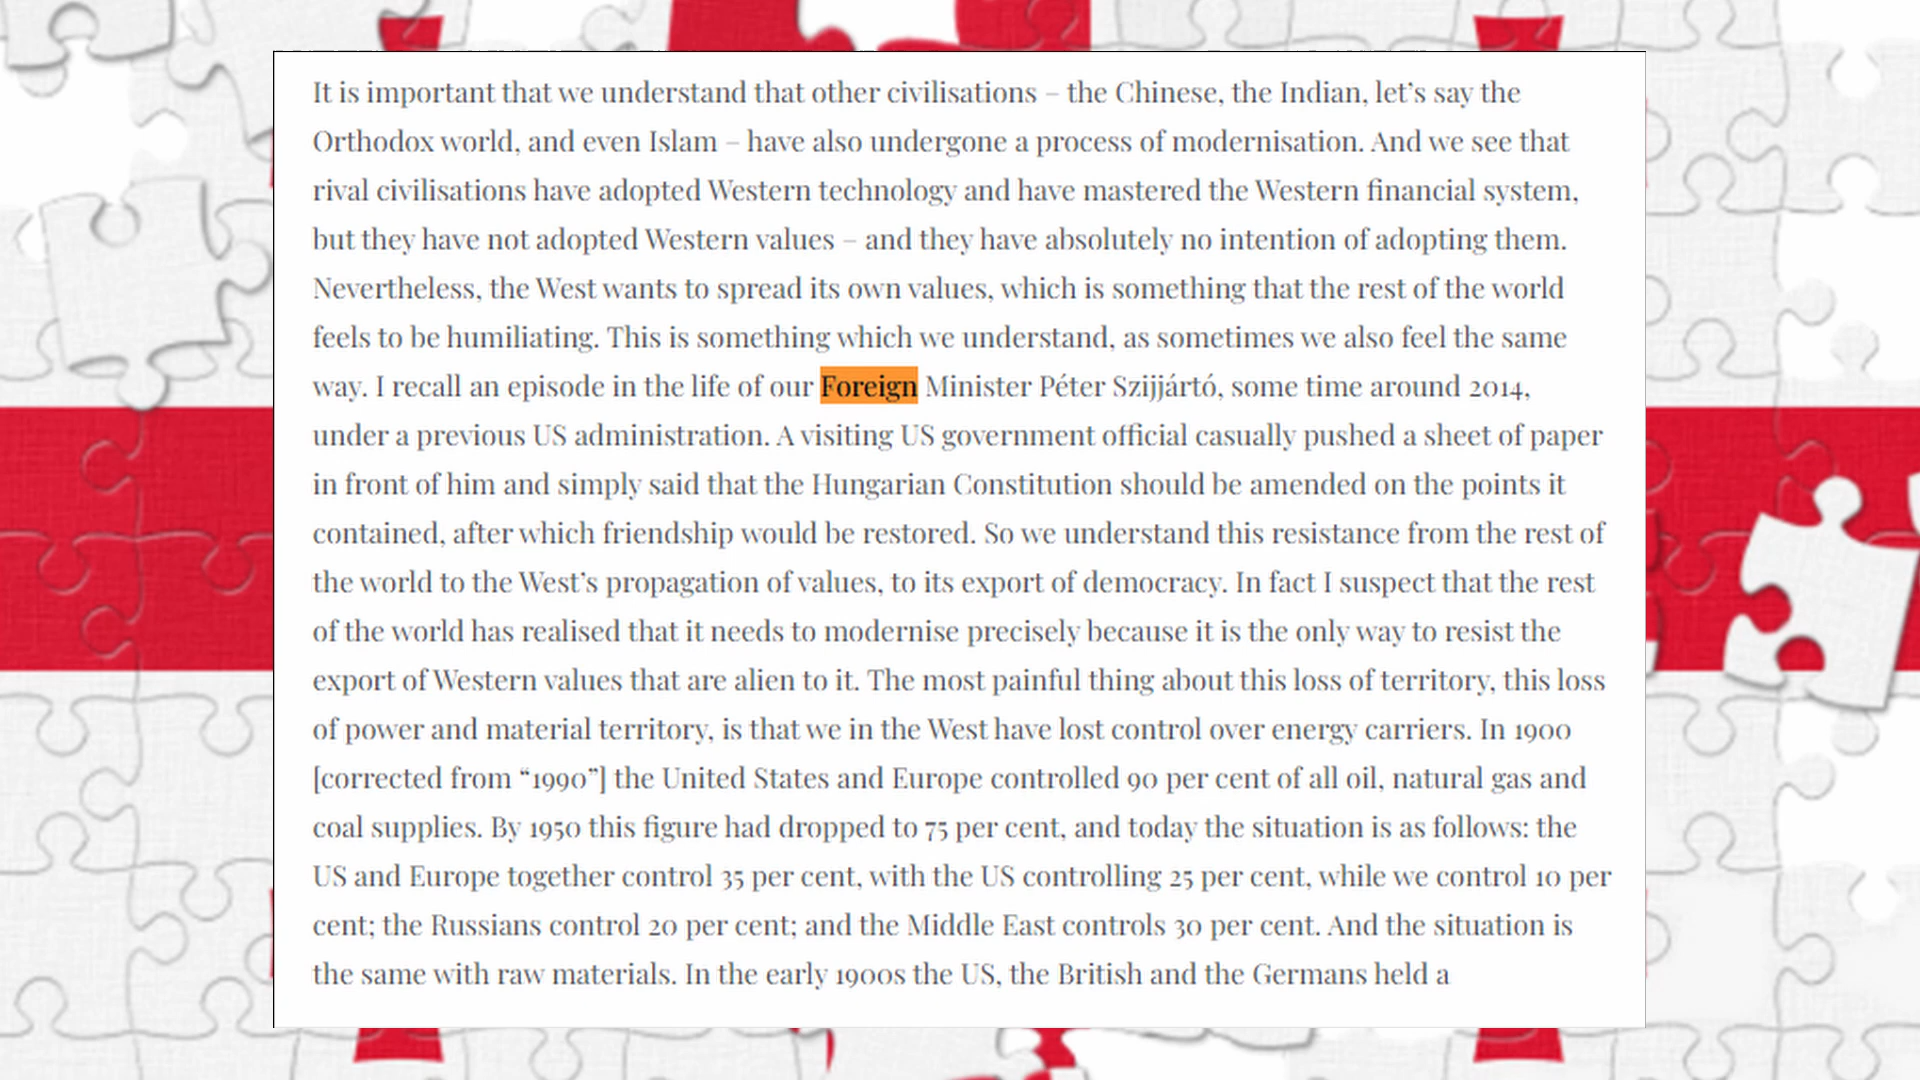 It is important that we understand that other civilisations – the Chinese, the Indian, let’s say the
Orthodox world, and even Islam – have also undergone a process of modernisation. And we see that
rival civilisations have adopted Western technology and have mastered the Western financial system,
but they have not adopted Western values – and they have absolutely no intention of adopting them.
Nevertheless, the West wants to spread its own values, which is something that the rest of the world
feels to be humiliating. This is something which we understand, as sometimes we also feel the same
way. I recall an episode in the life of our Foreign Minister Péter Szijjártó, some time around 2014,
under a previous US administration. A visiting US government official casually pushed a sheet of paper
in front of him and simply said that the Hungarian Constitution should be amended on the points it
contained, after which friendship would be restored. So we understand this resistance from the rest of
the world to the West’s propagation of values, to its export of democracy. In fact I suspect that the rest
of the world has realised that it needs to modernise precisely because it is the only way to resist the
export of Western values that are alien to it. The most painful thing about this loss of territory, this loss
of power and material territory, is that we in the West have lost control over energy carriers. In 1900
[corrected from “1990”] the United States and Europe controlled 90 per cent of all oil, natural gas and
coal supplies. By 1950 this figure had dropped to 75 per cent, and today the situation is as follows: the
US and Europe together control 35 per cent, with the US controlling 25 per cent, while we control 10 per
cent; the Russians control 20 per cent; and the Middle East controls 30 per cent. And the situation is
the same with raw materials. In the early 1900s the US, the British and the Germans held a